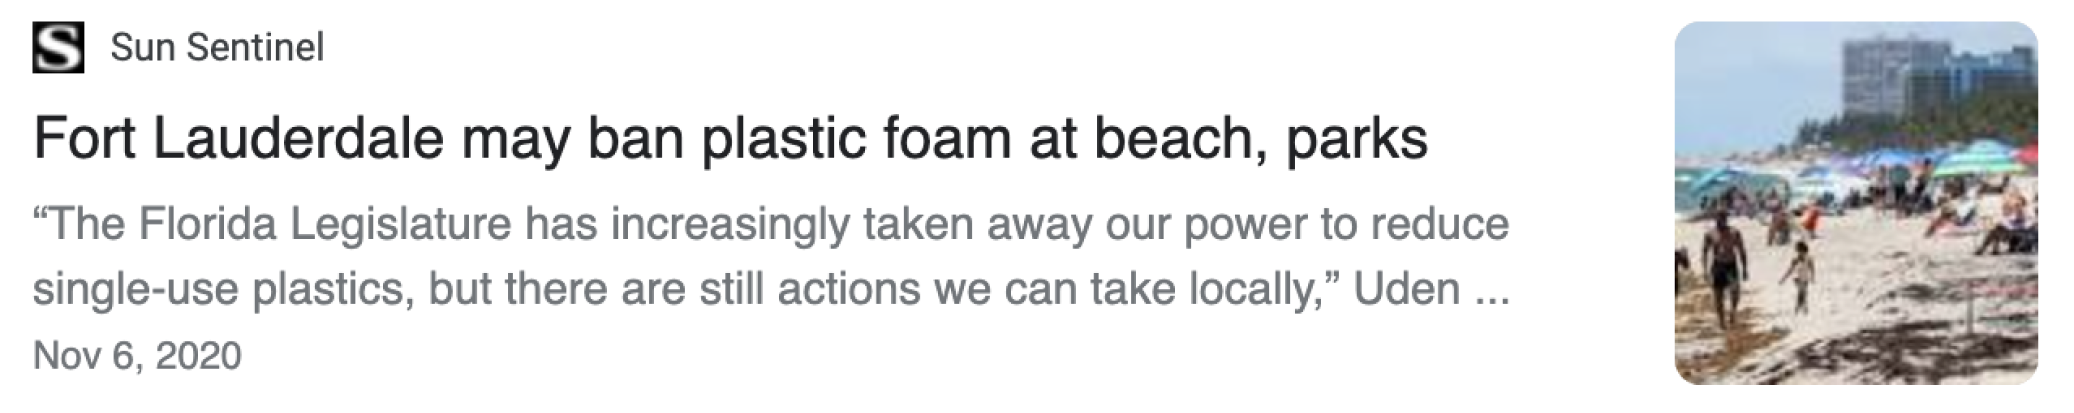 S
Sun Sentinel
Fort Lauderdale may ban plastic foam at beach, parks
“The Florida Legislature has increasingly taken away our power to reduce
single-use plastics, but there are still actions we can take locally,” Uden ...
Nov 6, 2020